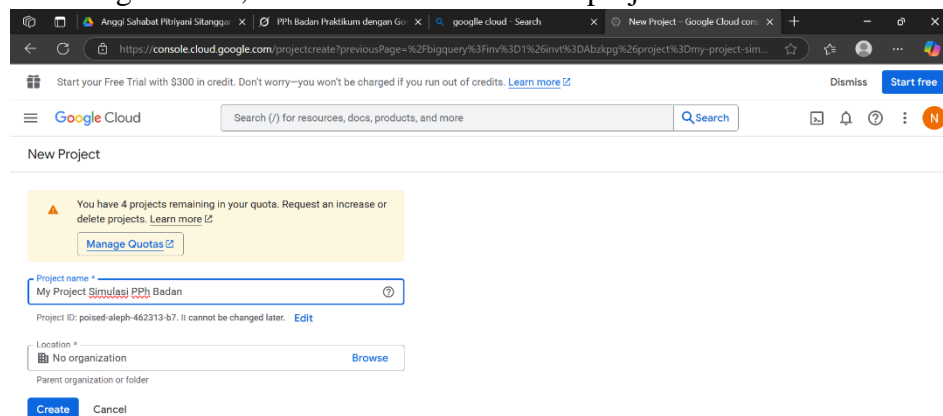 Anggi Sahabat Pitriyani Sitanggar
PPh Badan Praktikum dengan Go
googlle cloud - Search
New Project – Google Cloud cons
https://console.cloud.google.com/projectcreate?previousPage=%2Fbigquery%3Finv%3D1%26invt%3DAbzkpg%26project%3Dmy-project-sim...
Start your Free Trial with $300 in credit. Don't worry—you won't be charged if you run out of credits. Learn more
Dismiss
Start free
Google Cloud
Search (/) for resources, docs, products, and more
Search
N
New Project
You have 4 projects remaining in your quota. Request an increase or
delete projects. Learn more
Manage Quotas
Project name *
My Project Simulasi PPh Badan
Project ID: poised-aleph-462313-b7. It cannot be changed later. Edit
Location *
No organization
Browse
Parent organization or folder
Create
Cancel